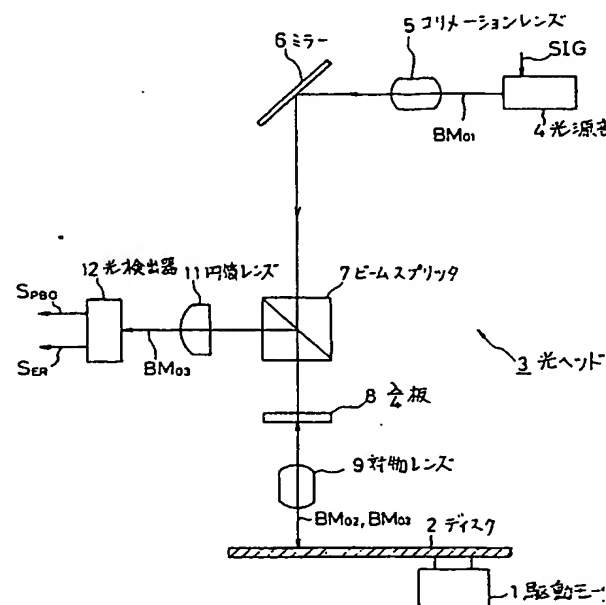 5 コリメーションレンズ
6 ミラー
SIG
BM01
4 光源
12 光検出器
11 円筒レンズ
7 ビームスプリッタ
SPBO
SER
BM03
3 光ヘッド
8 λ/4 板
9 対物レンズ
BM02, BM03
2 ディスク
1 駆動モータ